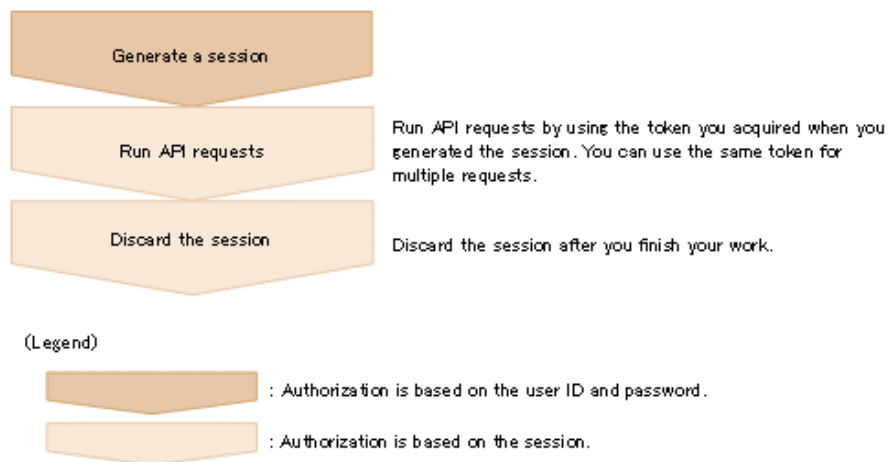 Generate a session
Run API requests
Run API requests by using the token you acquired when you
generated the session. You can use the same token for
multiple requests.
Discard the session
Discard the session after you finish your work.
(Legend)
: Authorization is based on the user ID and password.
: Authorization is based on the session.